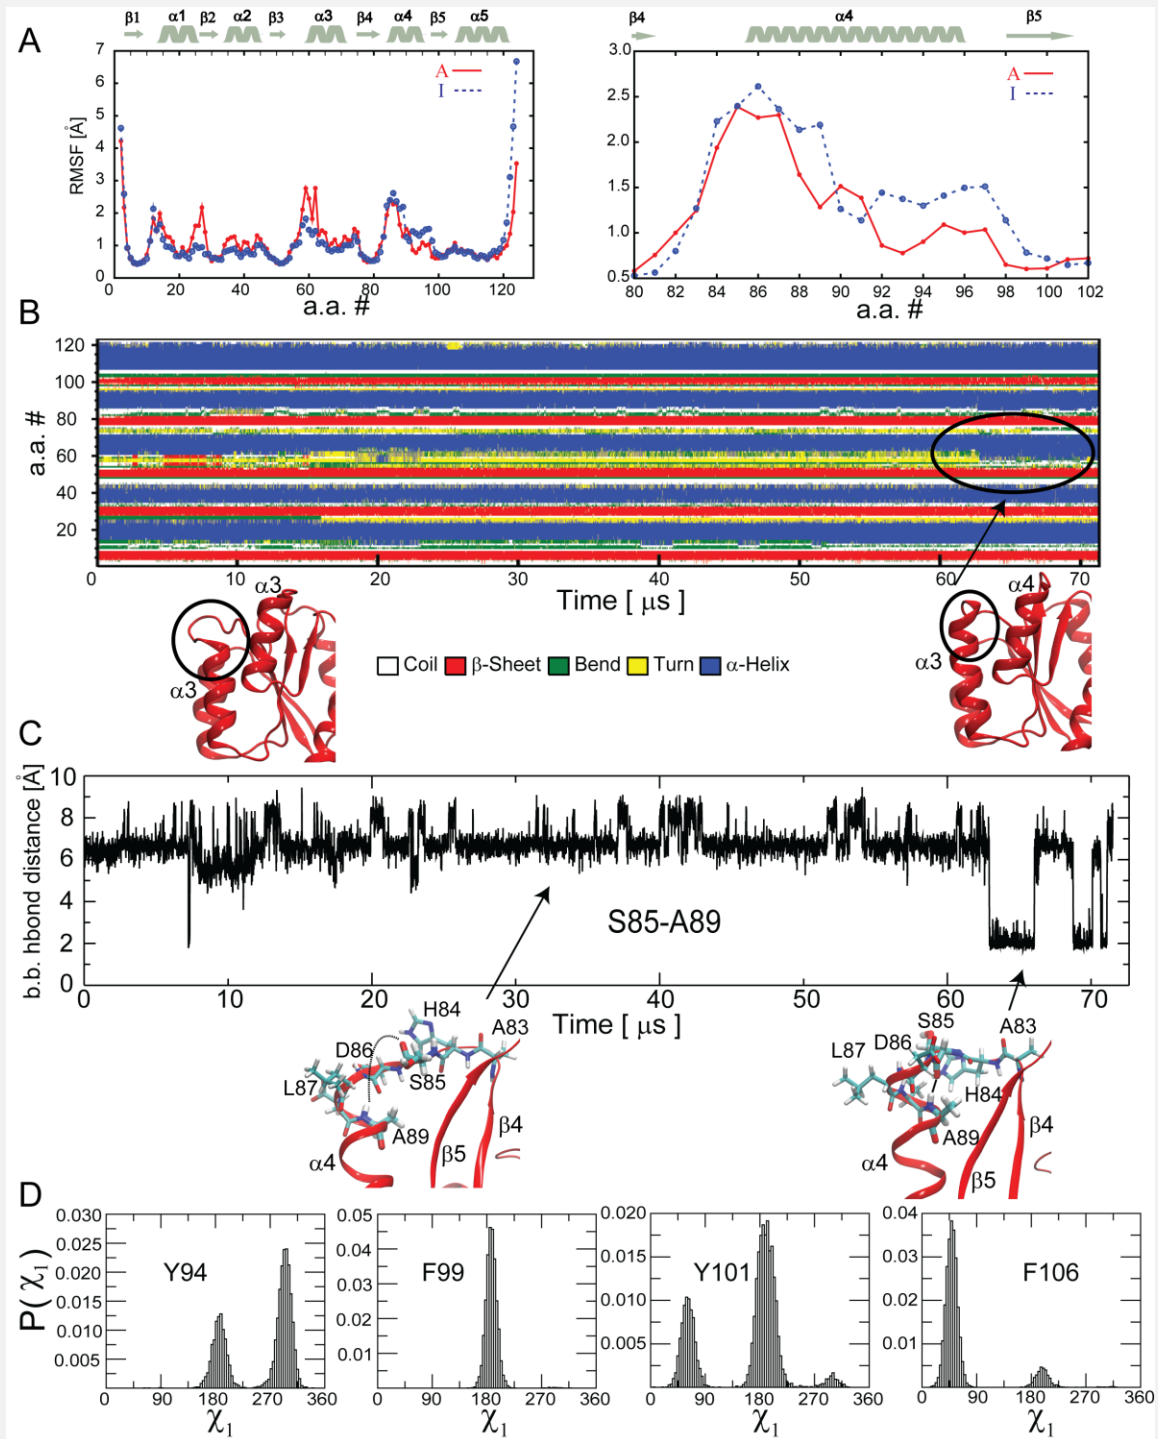 A
β1 α1 β2 α2 β3 α3 β4 α4 β5 α5
β4 α4 β5
7
6
5
4
3
2
1
0
RMSF [Å]
A
I
20 40 60 80 100 120
a.a. #
3.0
2.5
2.0
1.5
1.0
0.5
A
I
80 82 84 86 88 90 92 94 96 98 100 102
a.a. #
B
120
100
80
60
40
20
a.a. #
0 10 20 30 40 50 60 70
Time [ μs ]
α3
α3
α4
α3
Coil β-Sheet Bend Turn α-Helix
C
b.b. hbond distance [Å]
10
8
6
4
2
0
S85-A89
0 10 20 30 40 50 60 70
Time [ μs ]
H84
A83
D86
L87
S85
A89
α4
β5
β4
S85
A83
D86
L87
H84
A89
α4
β5
β4
D
P( χ1)
0.030
0.025
0.020
0.015
0.010
0.005
Y94
0 90 180 270 360
χ1
0.05
0.04
0.03
0.02
0.01
F99
0 90 180 270 360
χ1
0.020
0.015
0.010
0.005
Y101
0 90 180 270 360
χ1
0.04
0.03
0.02
0.01
F106
0 90 180 270 360
χ1